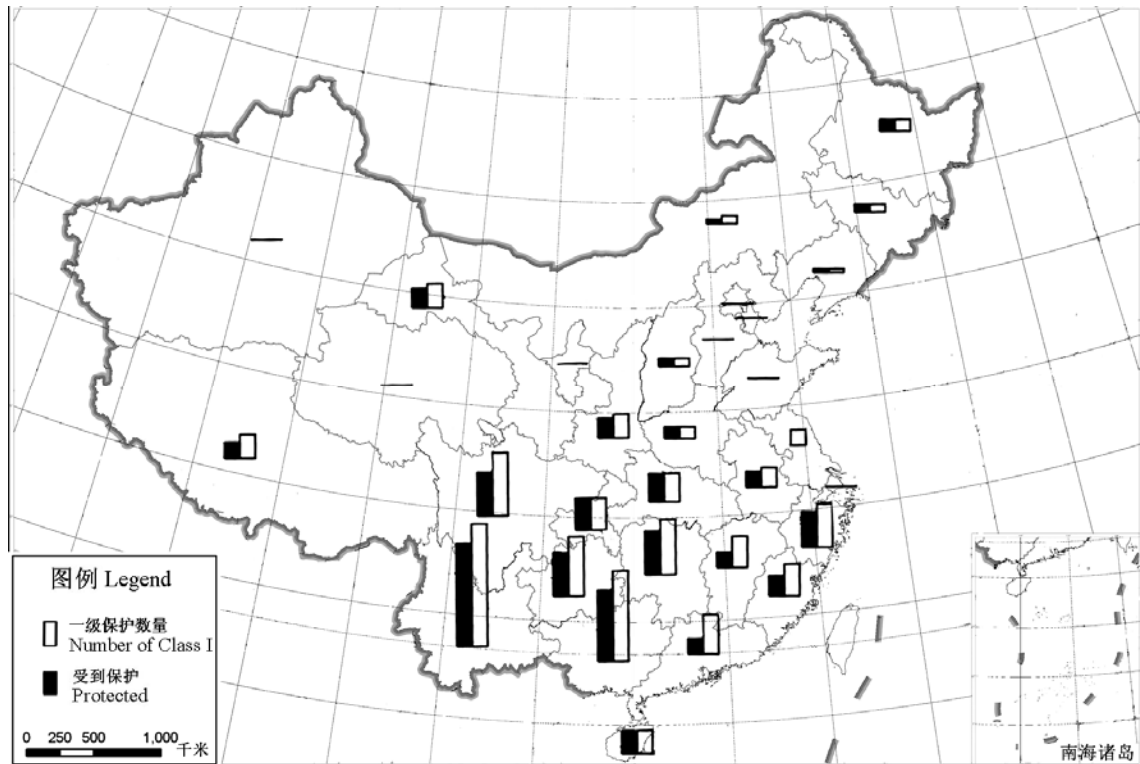 图例 Legend
一级保护数量
Number of Class I
受到保护
Protected
0 250 500 1,000 千米
南海诸岛